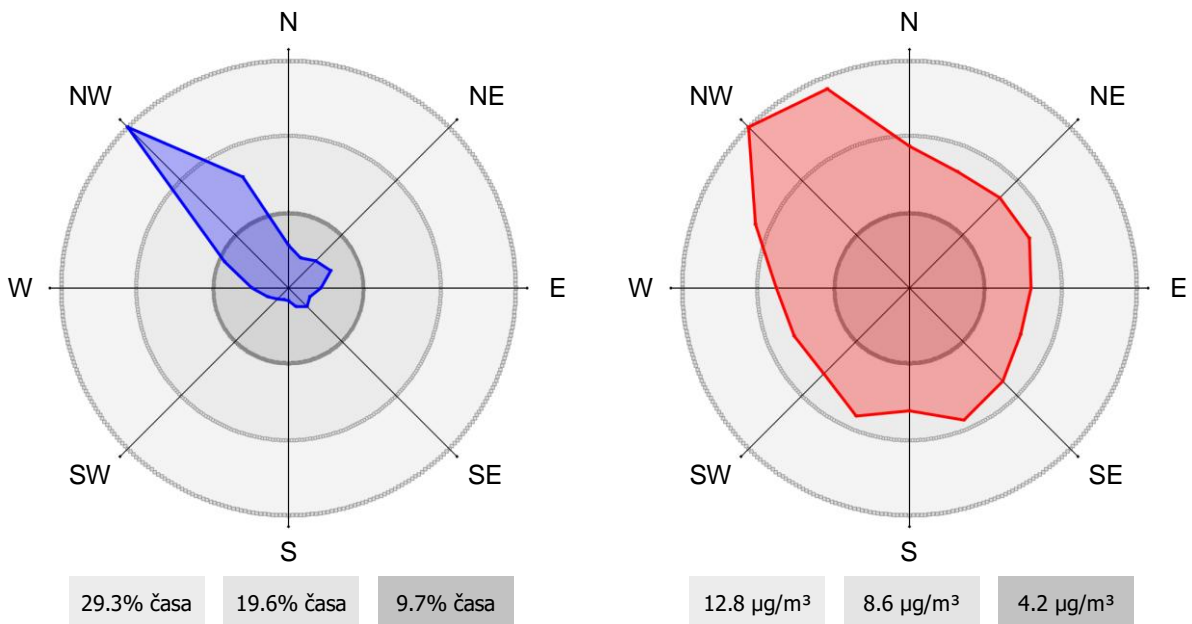 N
NW
NE
W
E
SW
SE
S
29.3% časa
19.6% časa
9.7% časa
N
NW
NE
W
E
SW
SE
S
12.8 µg/m³
8.6 µg/m³
4.2 µg/m³